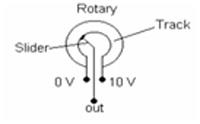 Rotary
Track
Slider
0 V
10 V
out